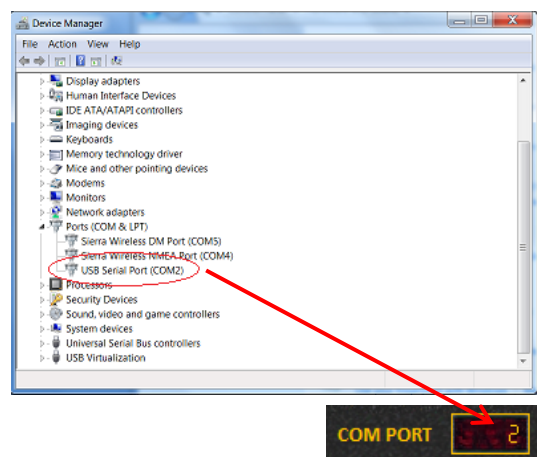 Device Manager
File Action View Help
Display adapters
Human Interface Devices
IDE ATA/ATAPI controllers
Imaging devices
Keyboards
Memory technology driver
Mice and other pointing devices
Modems
Monitors
Network adapters
Ports (COM & LPT)
Sierra Wireless DM Port (COM5)
Sierra Wireless NMEA Port (COM4)
USB Serial Port (COM2)
Processors
Security Devices
Sound, video and game controllers
System devices
Universal Serial Bus controllers
USB Virtualization
COM PORT 2